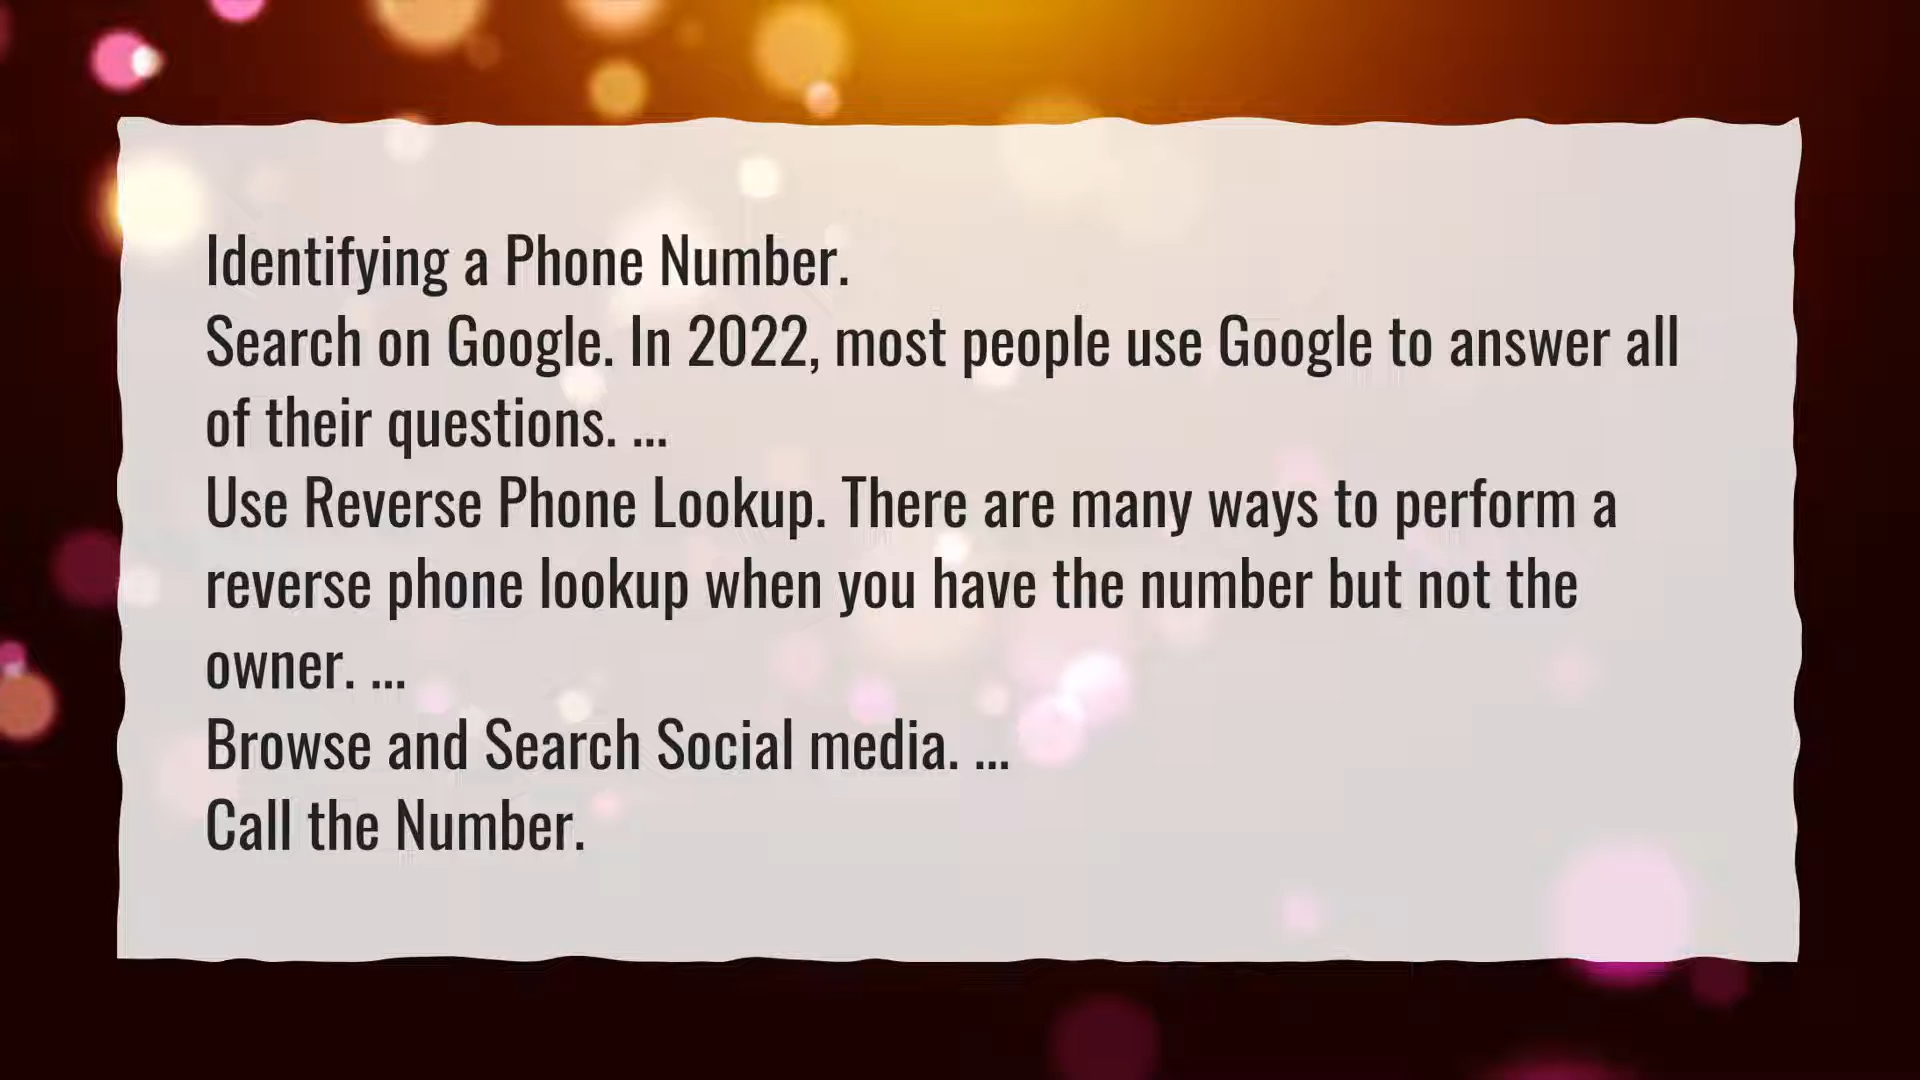 Identifying a Phone Number.
Search on Google. In 2022, most people use Google to answer all
of their questions. ...
Use Reverse Phone Lookup. There are many ways to perform a
reverse phone lookup when you have the number but not the
owner. ...
Browse and Search Social media. ...
Call the Number.